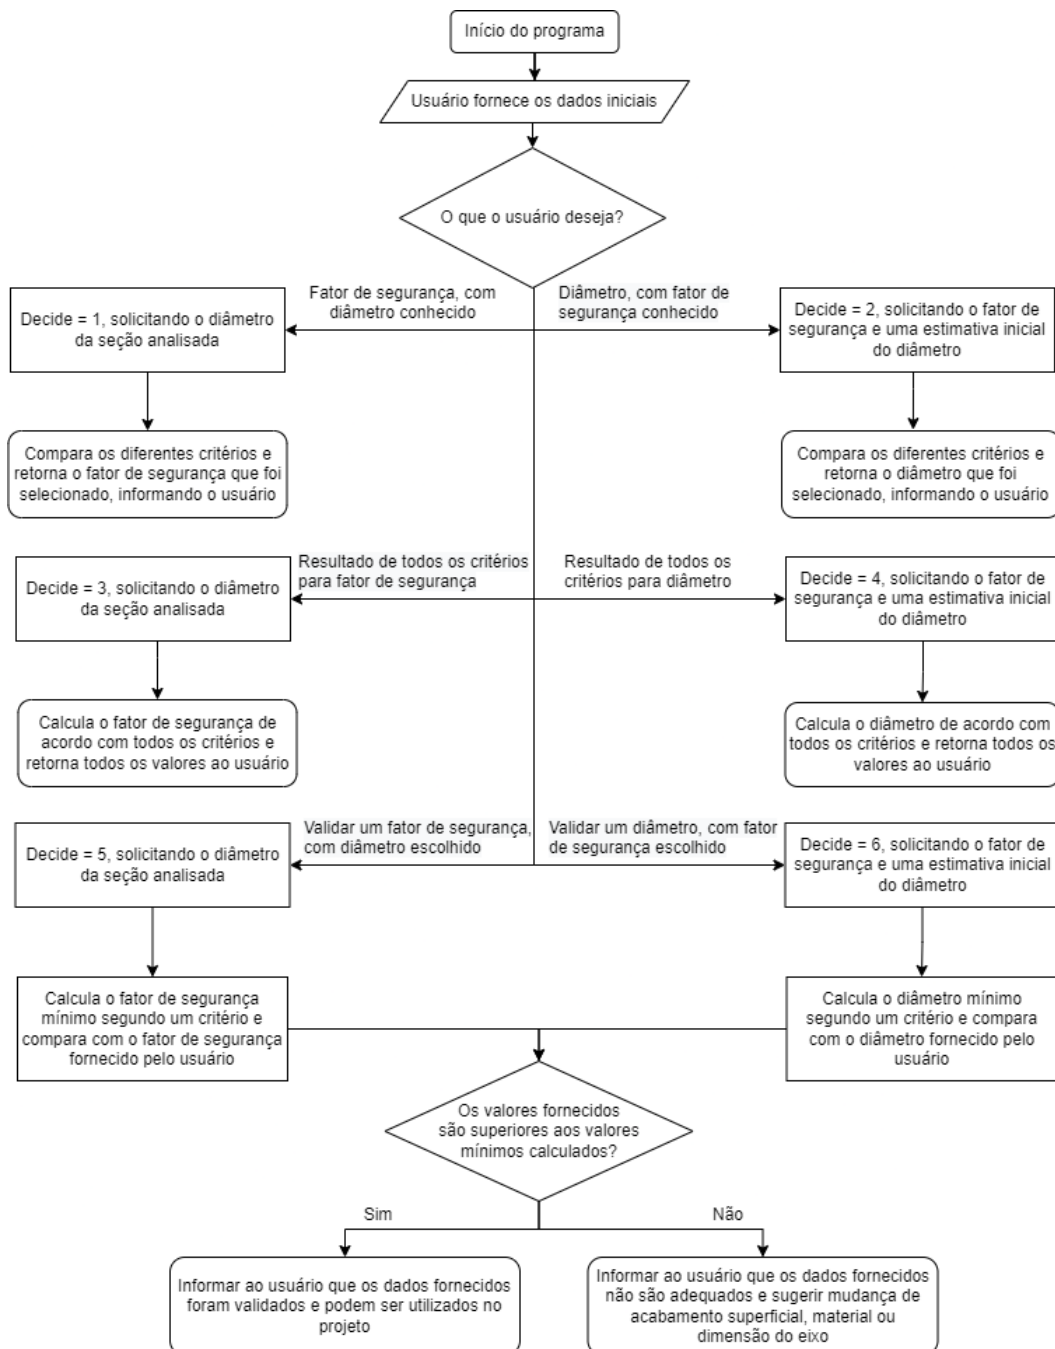 Início do programa
Usuário fornece os dados iniciais
O que o usuário deseja?
Fator de segurança, com
diâmetro conhecido
Diâmetro, com fator de
segurança conhecido
Decide = 1, solicitando o diâmetro
da seção analisada
Decide = 2, solicitando o fator de
segurança e uma estimativa inicial
do diâmetro
Compara os diferentes critérios e
retorna o fator de segurança que foi
selecionado, informando o usuário
Compara os diferentes critérios e
retorna o diâmetro que foi
selecionado, informando o usuário
Resultado de todos os critérios
para fator de segurança
Resultado de todos os
critérios para diâmetro
Decide = 3, solicitando o diâmetro
da seção analisada
Decide = 4, solicitando o fator de
segurança e uma estimativa inicial
do diâmetro
Calcula o fator de segurança de
acordo com todos os critérios e
retorna todos os valores ao usuário
Calcula o diâmetro de acordo com
todos os critérios e retorna todos os
valores ao usuário
Validar um fator de segurança,
com diâmetro escolhido
Validar um diâmetro, com fator
de segurança escolhido
Decide = 5, solicitando o diâmetro
da seção analisada
Decide = 6, solicitando o fator de
segurança e uma estimativa inicial
do diâmetro
Calcula o fator de segurança
mínimo segundo um critério e
compara com o fator de segurança
fornecido pelo usuário
Calcula o diâmetro mínimo
segundo um critério e compara
com o diâmetro fornecido pelo
usuário
Os valores fornecidos
são superiores aos valores
mínimos calculados?
Sim
Não
Informar ao usuário que os dados fornecidos
foram validados e podem ser utilizados no
projeto
Informar ao usuário que os dados fornecidos
não são adequados e sugerir mudança de
acabamento superficial, material ou
dimensão do eixo